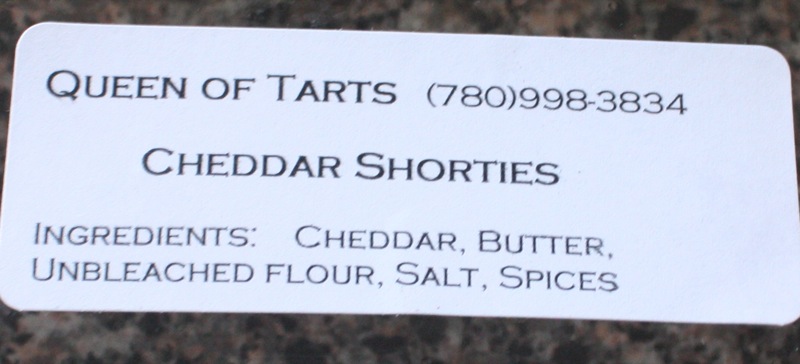 Queen of Tarts (780)998-3834
Cheddar Shorties
Ingredients: Cheddar, Butter,
Unbleached flour, Salt, Spices